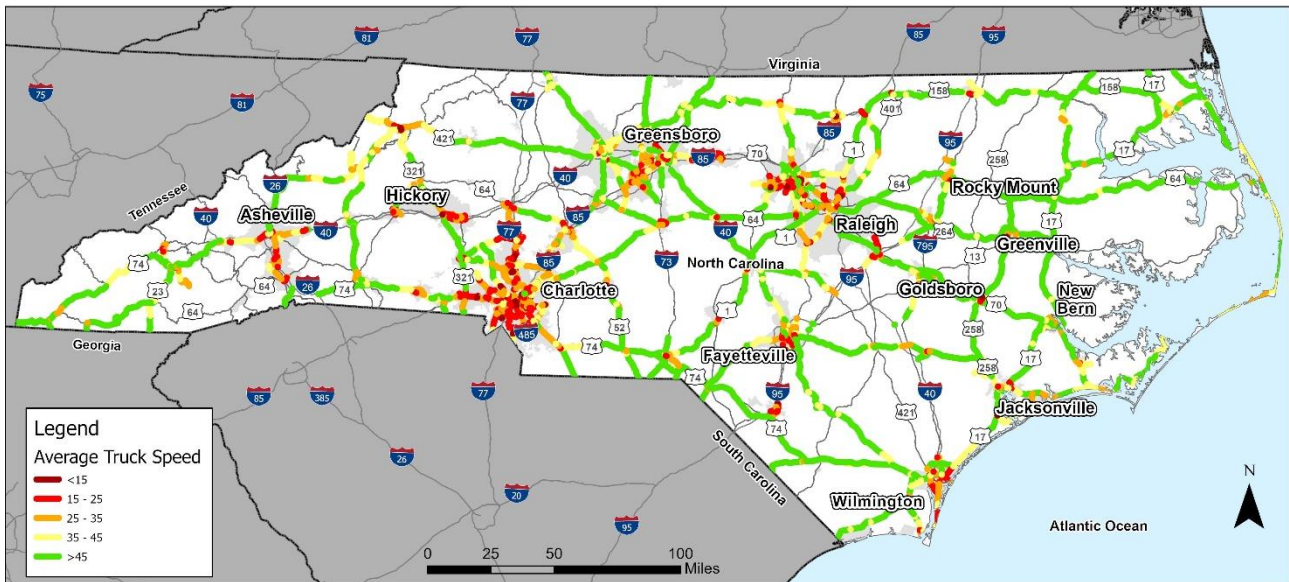 81
77
85
95
Virginia
75
81
77
158
158
17
401
421
Greensboro
85
95
85
70
1
258
17
321
40
26
Hickory
64
64
Rocky Mount
64
Tennessee
40
Asheville
40
77
85
64
40
1
Raleigh
264
17
Greenville
795
13
74
26
321
85
73
North Carolina
95
Charlotte
Goldsboro
New
Bern
23
64
64
74
485
52
1
70
258
Georgia
74
Fayetteville
17
258
74
85
385
77
95
421
40
Jacksonville
74
17
26
South Carolina
20
Wilmington
95
Atlantic Ocean
N
Legend
Average Truck Speed
<15
15 - 25
25 - 35
35 - 45
>45
0 25 50 100
Miles